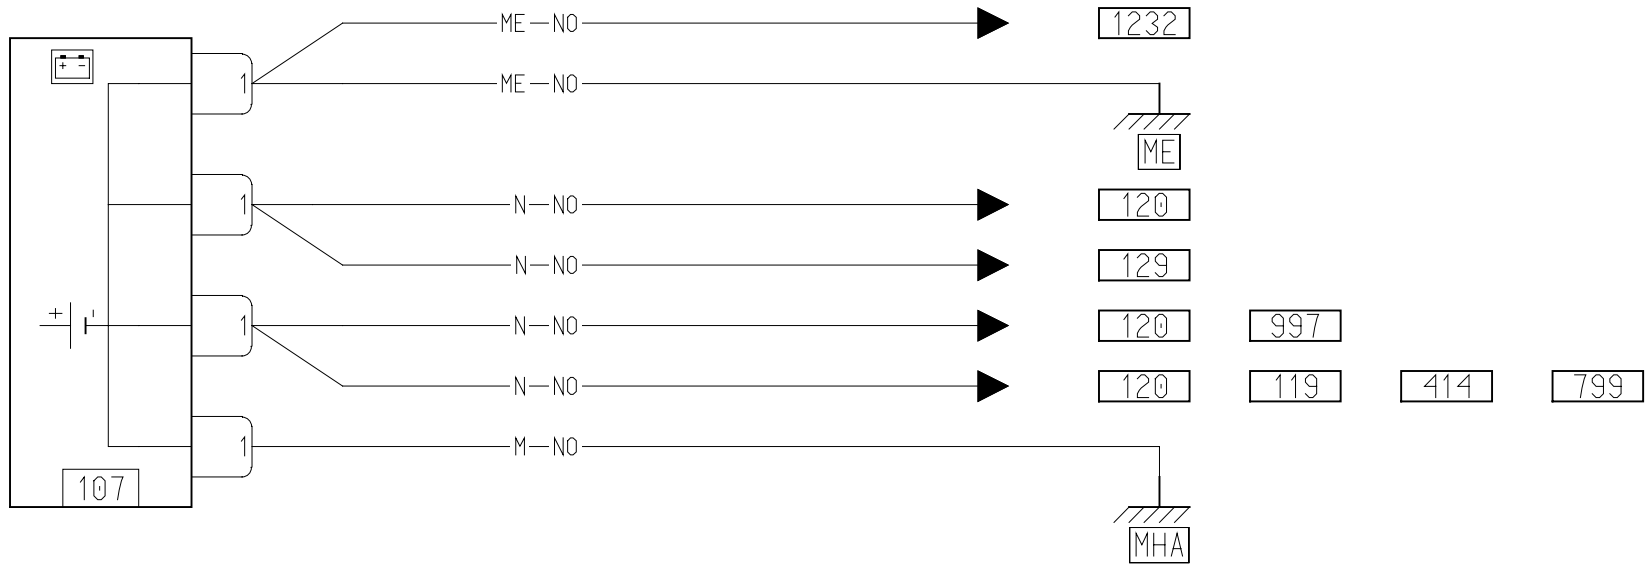 ME NO 1232
+ -
1 ME NO
ME
1 N NO 120
N NO 129
+ - 1 N NO 120 997
N NO 120 119 414 799
1 M NO
107
MHA